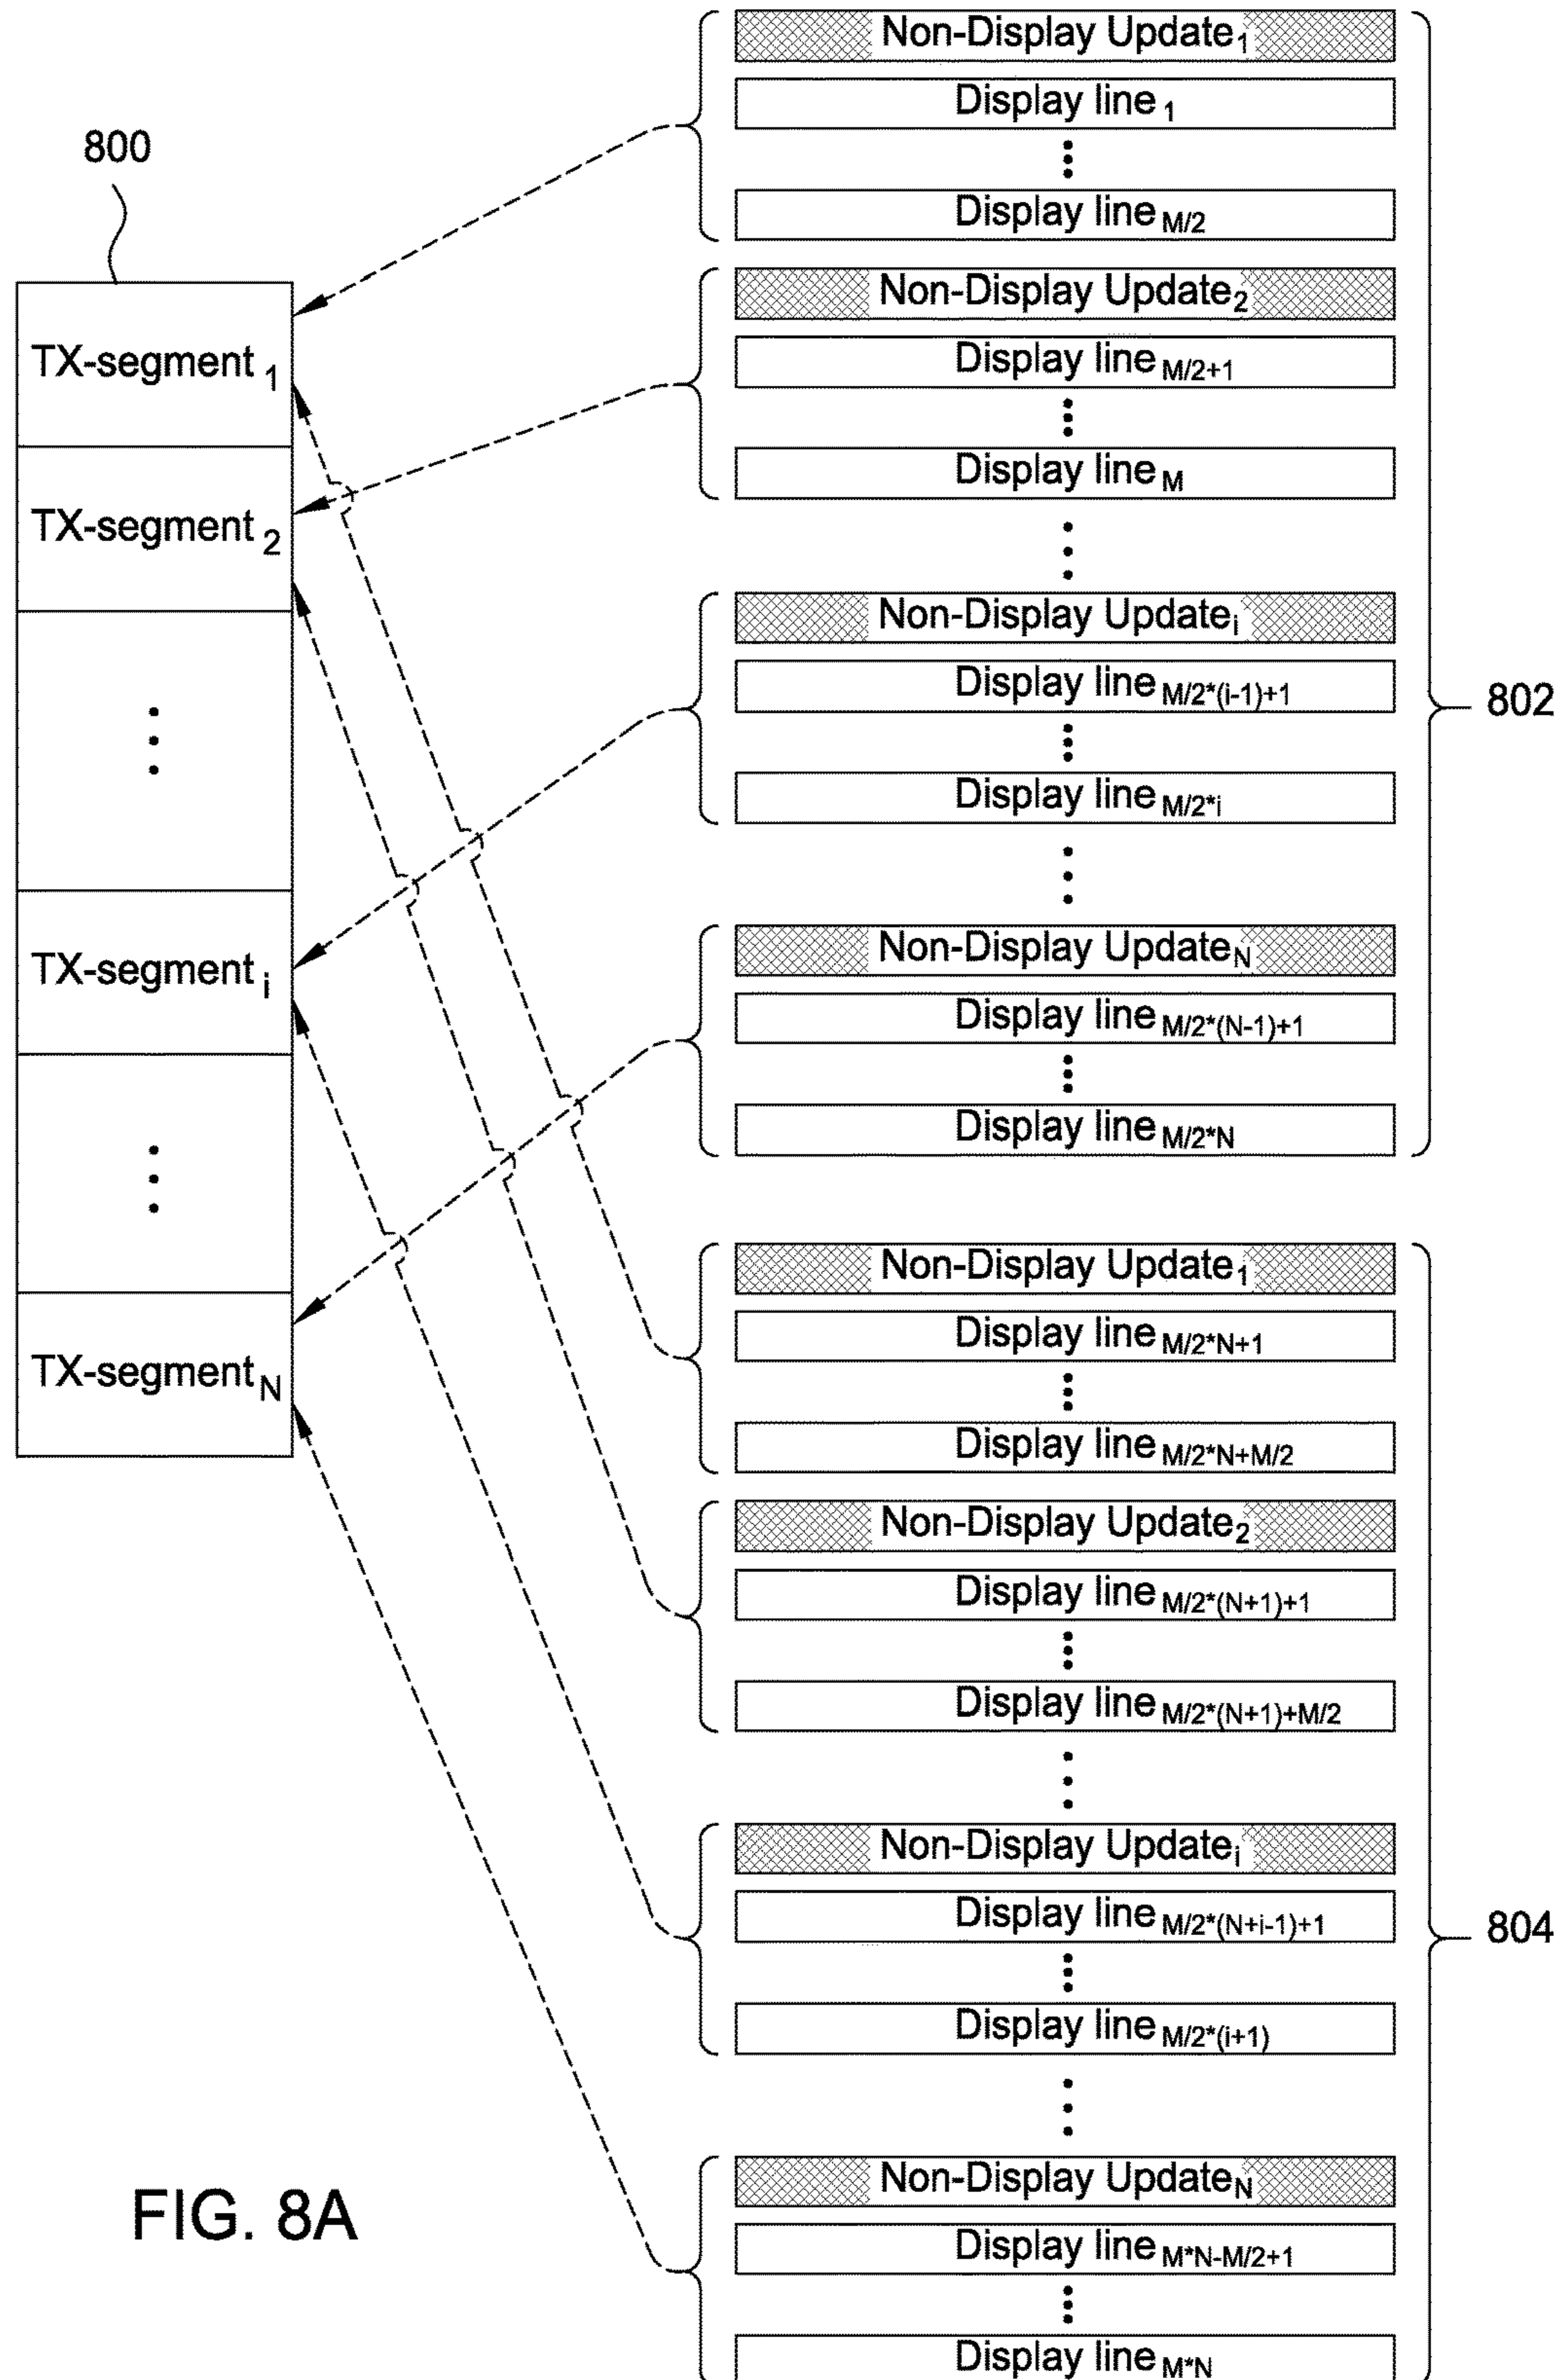 800
TX-segment 1
TX-segment 2
TX-segment i
TX-segment N
Non-Display Update1
Display line 1
Display line M/2
Non-Display Update2
Display line M/2+1
Display line M
Non-Display Updatei
Display line M/2*(i-1)+1
Display line M/2*i
Non-Display UpdateN
Display line M/2*(N-1)+1
Display line M/2*N
802
Non-Display Update1
Display line M/2*N+1
Display line M/2*N+M/2
Non-Display Update2
Display line M/2*(N+1)+1
Display line M/2*(N+1)+M/2
Non-Display Updatei
Display line M/2*(N+i-1)+1
Display line M/2*(i+1)
Non-Display UpdateN
Display line M*N-M/2+1
Display line M*N
804
FIG. 8A